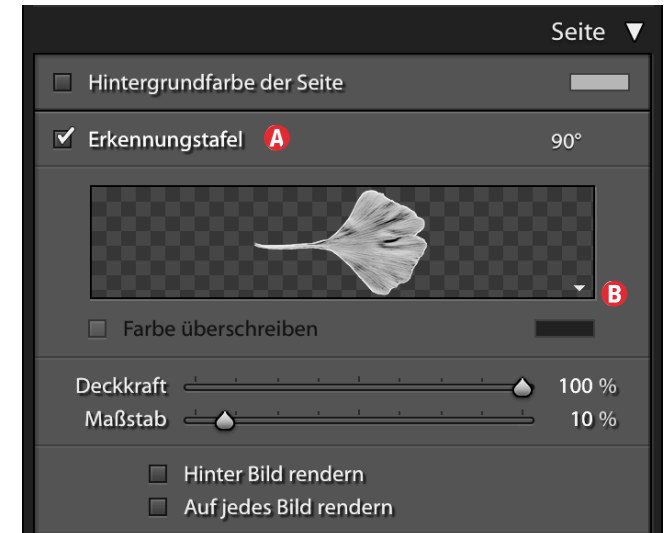 Seite ▼
Hintergrundfarbe der Seite
Erkennungstafel A 90°
B
Farbe überschreiben
Deckkraft 100 %
Maßstab 10 %
Hinter Bild rendern
Auf jedes Bild rendern